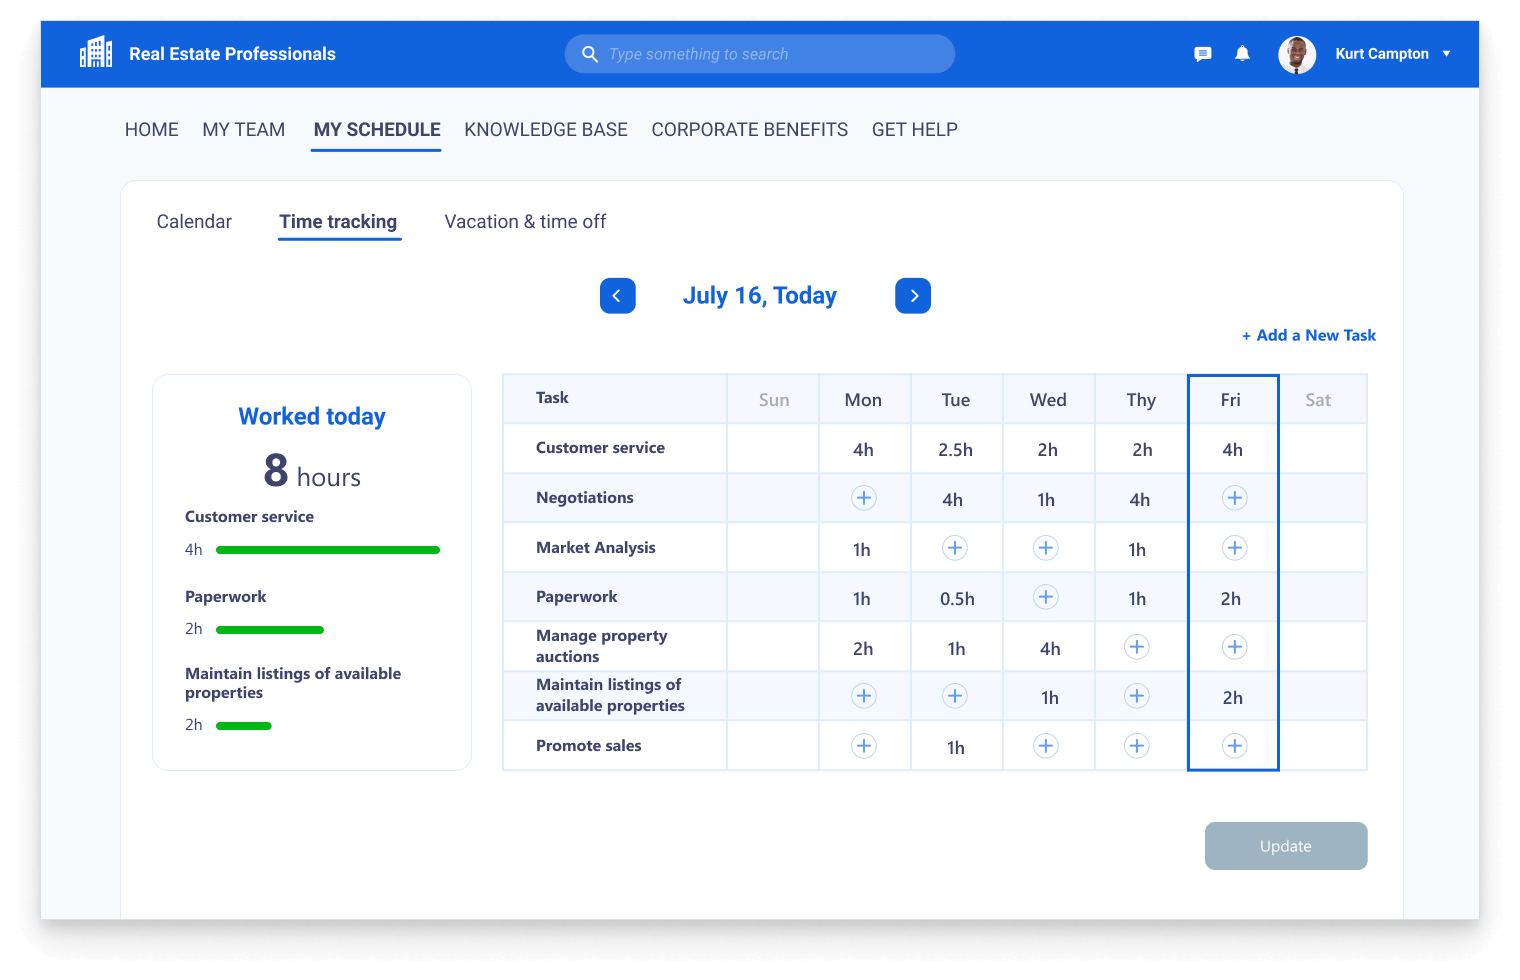 Real Estate Professionals
Type something to search
Kurt Campton
HOME MY TEAM MY SCHEDULE KNOWLEDGE BASE CORPORATE BENEFITS GET HELP
Calendar Time tracking Vacation & time off
July 16, Today
+ Add a New Task
Worked today
8 hours
Customer service
4h
Paperwork
2h
Maintain listings of available
properties
2h
Task Sun Mon Tue Wed Thy Fri Sat
Customer service 4h 2.5h 2h 2h 4h
Negotiations + 4h 1h 4h +
Market Analysis 1h + + 1h +
Paperwork 1h 0.5h + 1h 2h
Manage property
auctions 2h 1h 4h + +
Maintain listings of
available properties + + 1h + 2h
Promote sales + 1h + + +
Update